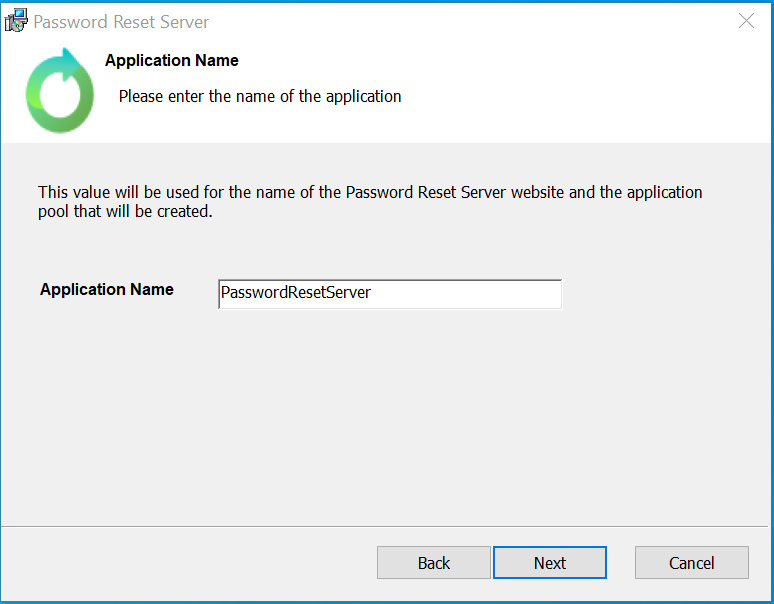 Password Reset Server
Application Name
Please enter the name of the application
This value will be used for the name of the Password Reset Server website and the application
pool that will be created.
Application Name
PasswordResetServer
Back
Next
Cancel